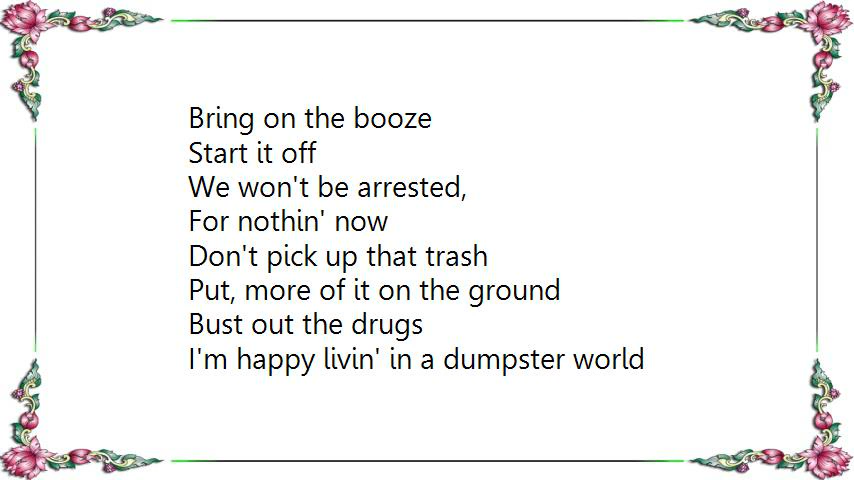 Bring on the booze
Start it off
We won't be arrested,
For nothin' now
Don't pick up that trash
Put, more of it on the ground
Bust out the drugs
I'm happy livin' in a dumpster world